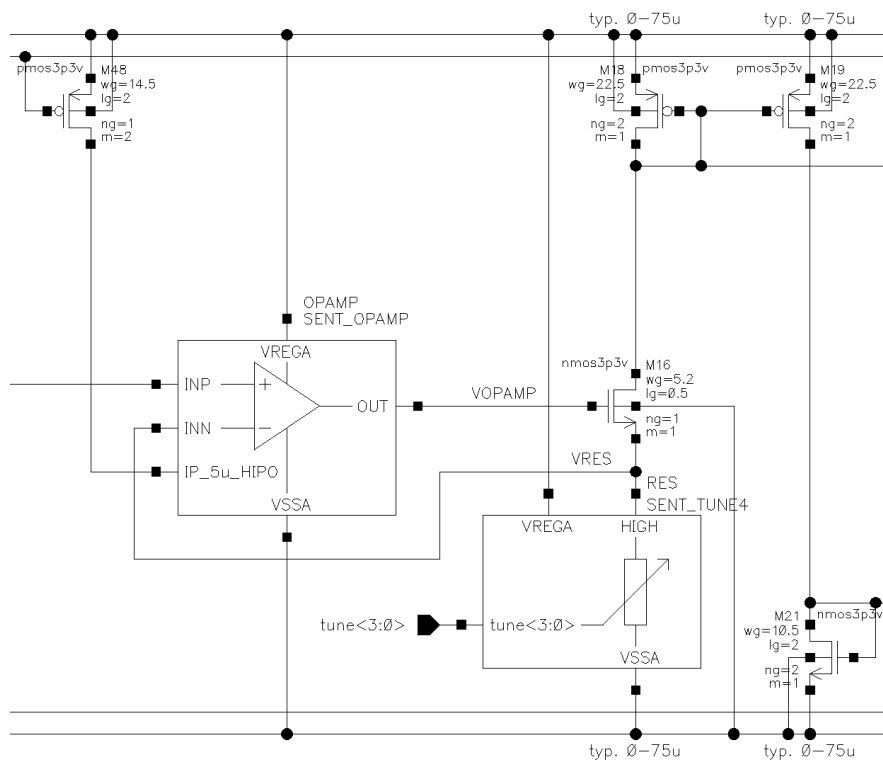 typ. Ø-75u
typ. Ø-75u
pmos3p3v
M48
wg=14.5
lg=2
ng=1
m=2
M18
wg=22.5
lg=2
ng=2
m=1
pmos3p3v
pmos3p3v
M19
wg=22.5
lg=2
ng=2
m=1
OPAMP
SENT_OPAMP
VREGA
INP
+
OUT
INN
−
IP_5u_HIPO
VSSA
VOPAMP
nmos3p3v
M16
wg=5.2
lg=Ø.5
ng=1
m=1
VRES
RES
SENT_TUNE4
VREGA
HIGH
tune<3:Ø>
tune<3:Ø>
VSSA
M21
nmos3p3v
wg=1Ø.5
lg=2
ng=2
m=1
typ. Ø-75u
typ. Ø-75u